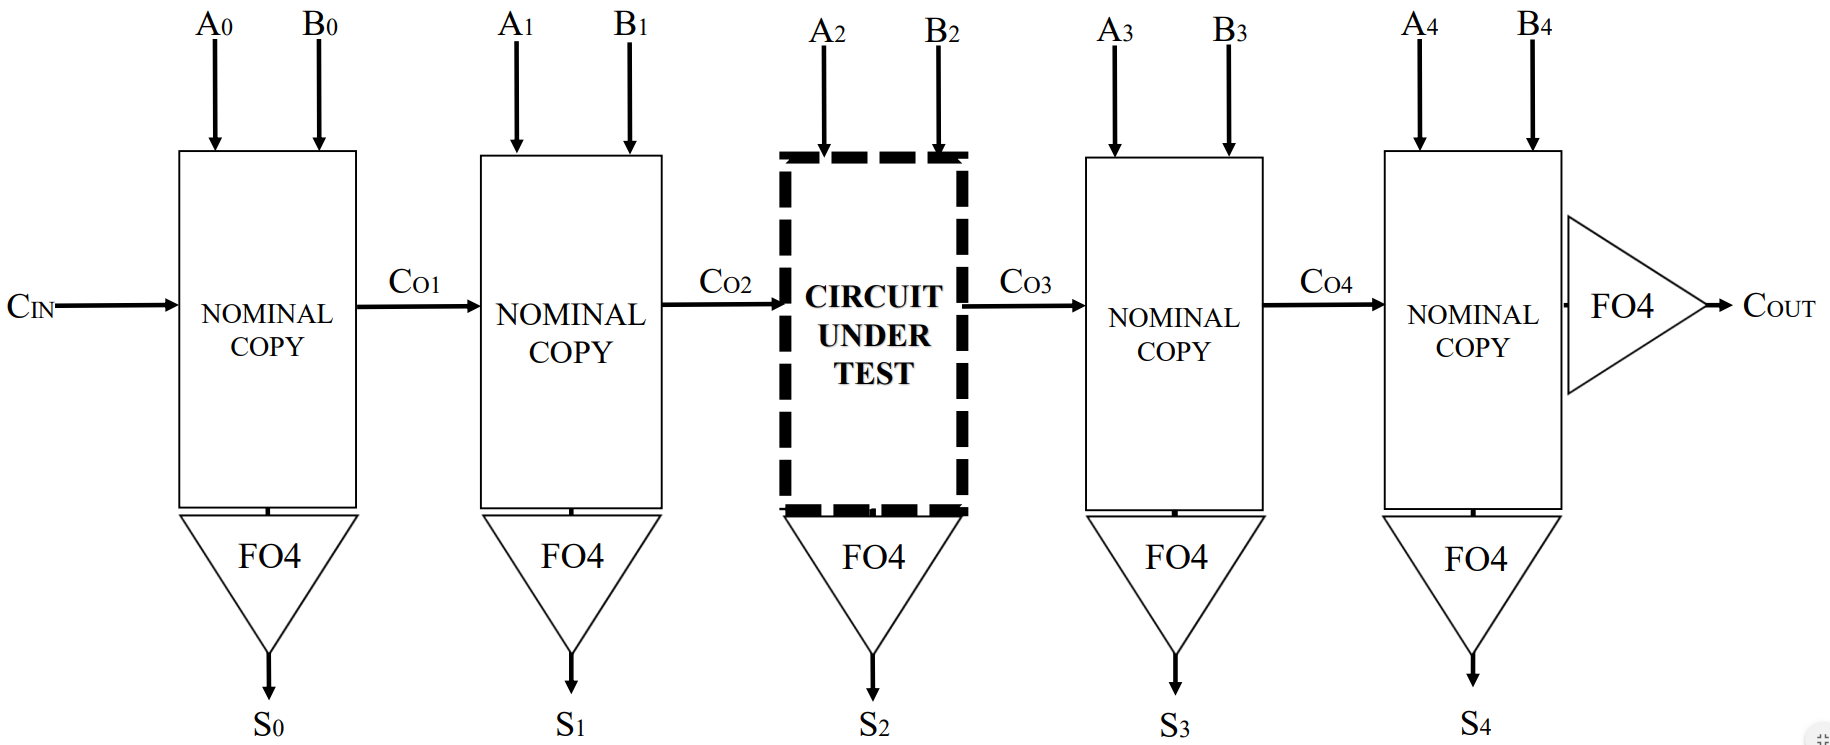 A0 B0 A1 B1 A2 B2 A3 B3 A4 B4
CIN CO1 CO2 CO3 CO4 COUT
NOMINAL
COPY
NOMINAL
COPY
CIRCUIT
UNDER
TEST
NOMINAL
COPY
NOMINAL
COPY
FO4
FO4 FO4 FO4 FO4 FO4
S0 S1 S2 S3 S4